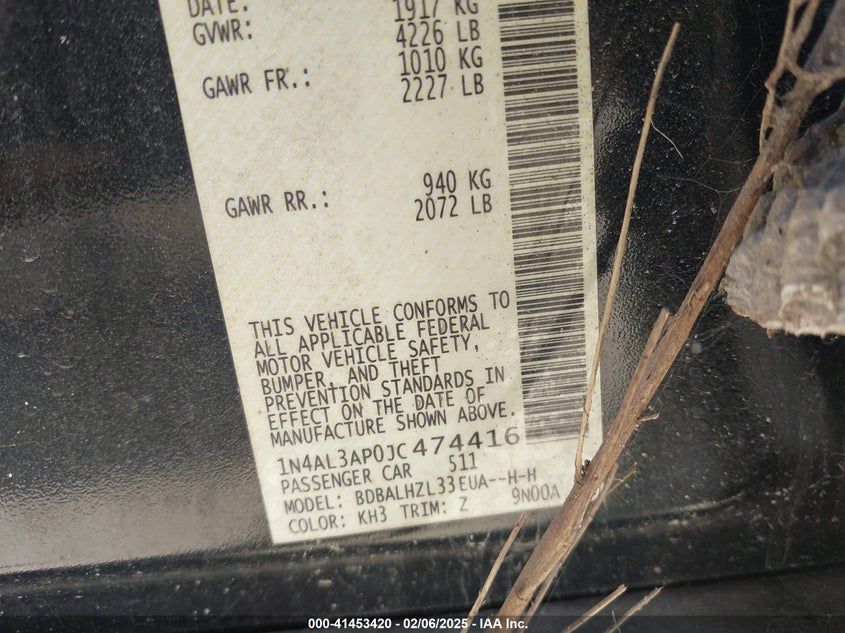 DATE: 1917 KG
GVWR: 4226 LB
GAWR FR.: 1010 KG
2227 LB
GAWR RR.: 940 KG
2072 LB
THIS VEHICLE CONFORMS TO
ALL APPLICABLE FEDERAL
MOTOR VEHICLE SAFETY,
BUMPER, AND THEFT
PREVENTION STANDARDS IN
EFFECT ON THE DATE OF
MANUFACTURE SHOWN ABOVE.
1N4AL3AP0JC474416
PASSENGER CAR 511
MODEL: BDBALHZL33EUA--H-H
COLOR: KH3 TRIM: Z 9N00A
000-41453420 - 02/06/2025 - IAA Inc.